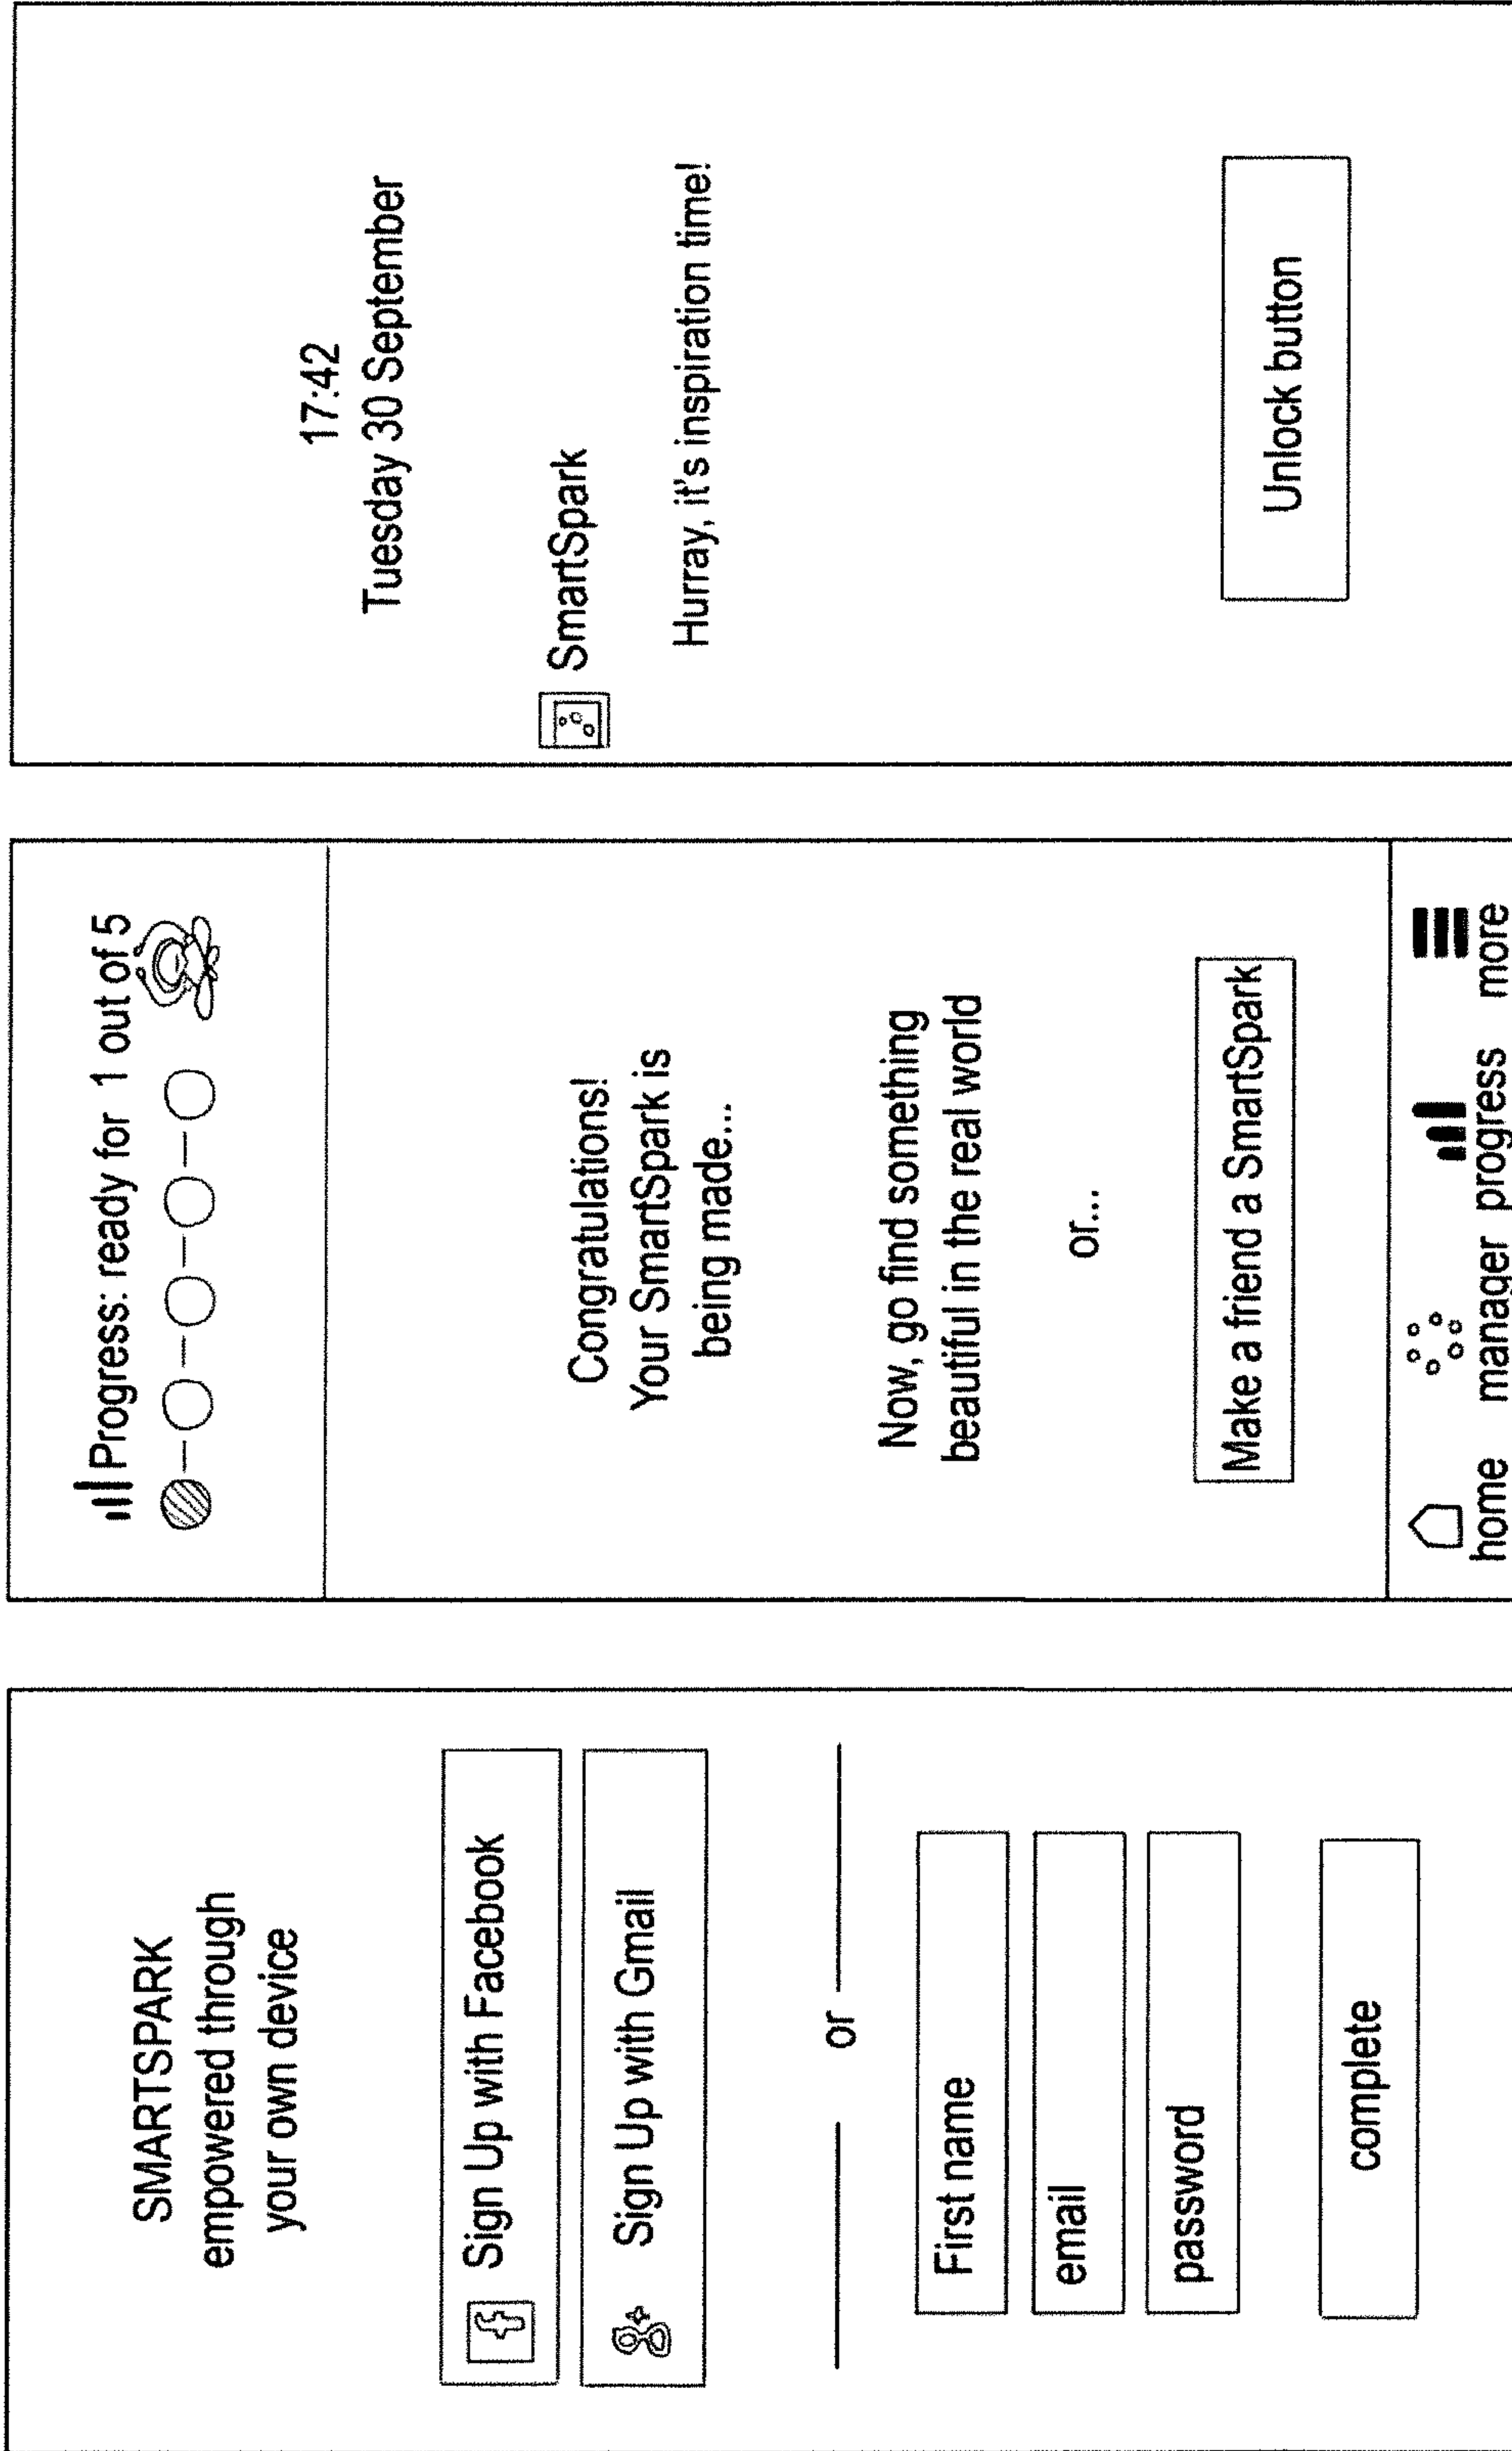 SMARTSPARK
empowered through
your own device
Sign Up with Facebook
Sign Up with Gmail
or
First name
email
password
complete
Progress: ready for 1 out of 5
Congratulations!
Your SmartSpark is
being made...
Now, go find something
beautiful in the real world
or...
Make a friend a SmartSpark
home manager progress more
17:42
Tuesday 30 September
SmartSpark
Hurray, it's inspiration time!
Unlock button